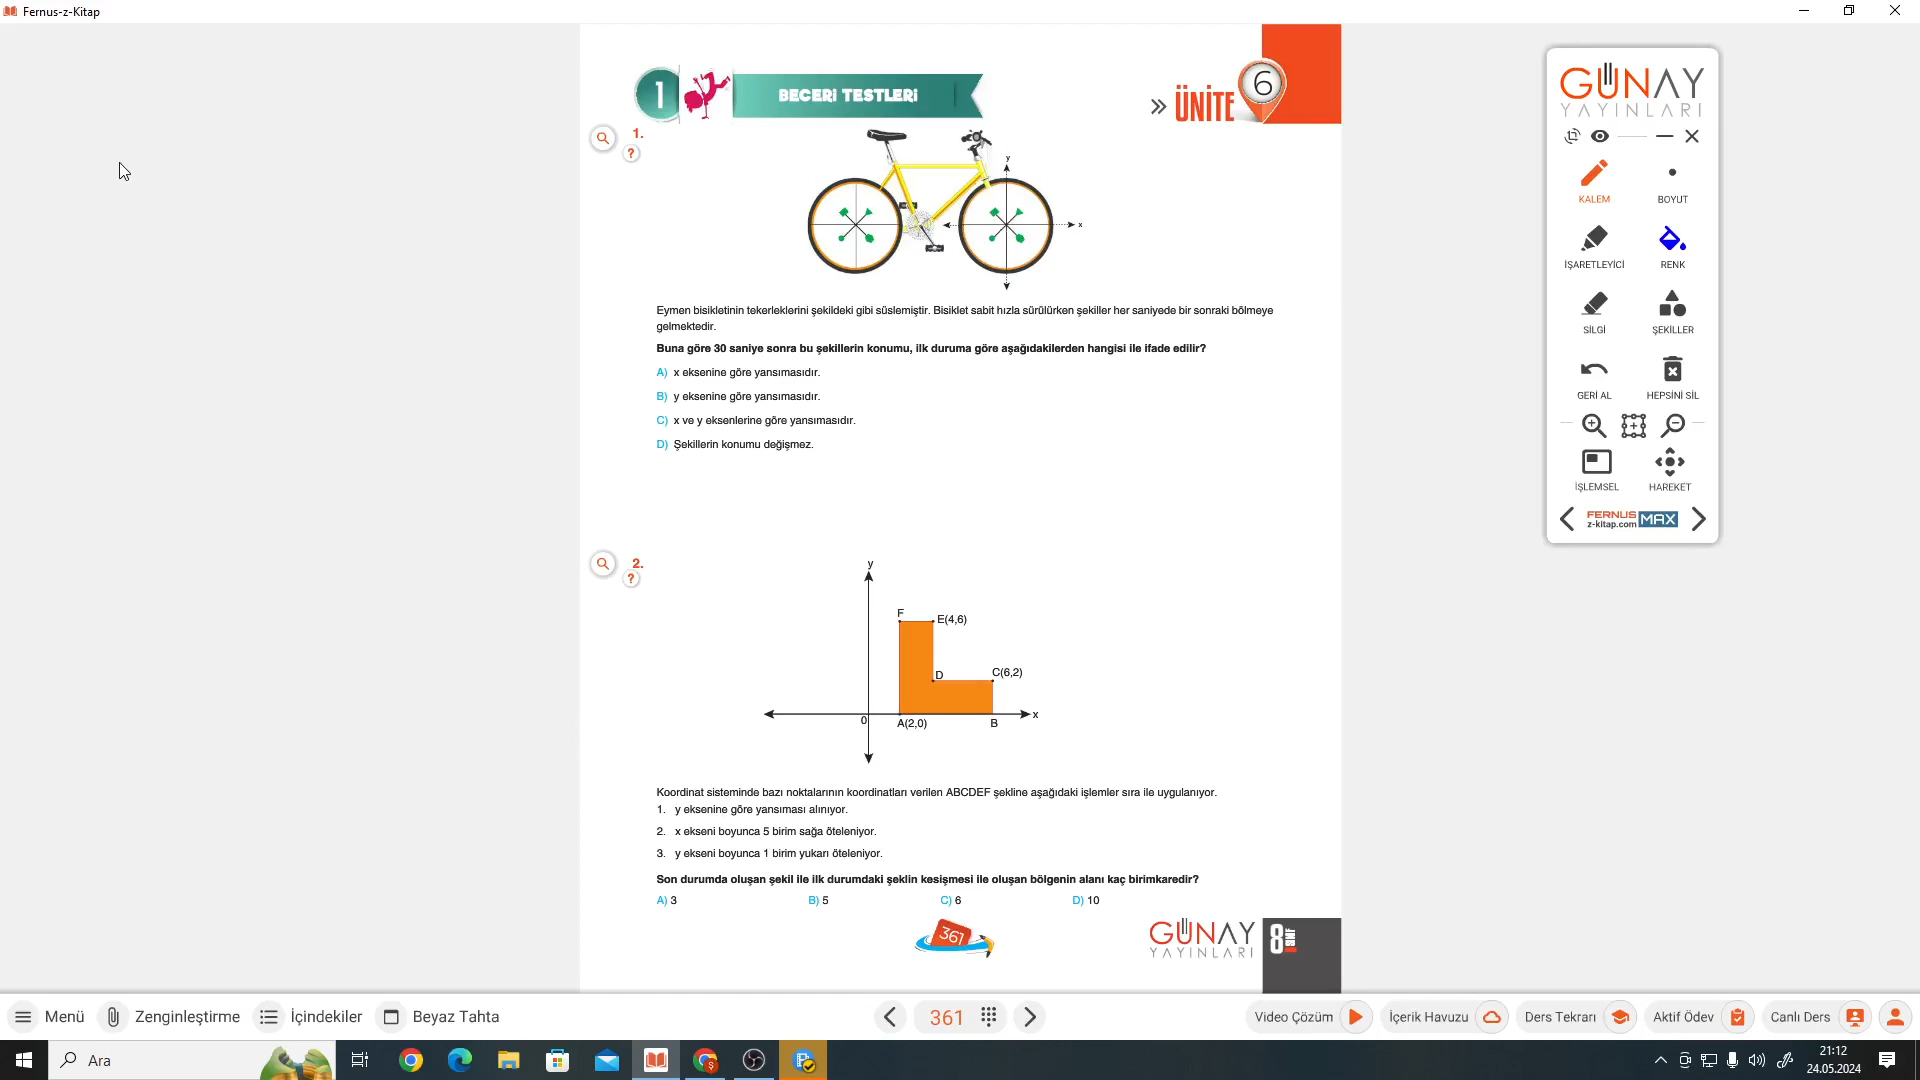 Fernus-z-Kitap
1
BECERİ TESTLERİ
ÜNİTE
6
1.
?
y
x
Eymen bisikletinin tekerleklerini şekildeki gibi süslemiştir. Bisiklet sabit hızla sürülürken şekiller her saniyede bir sonraki bölmeye
gelmektedir.
Buna göre 30 saniye sonra bu şekillerin konumu, ilk duruma göre aşağıdakilerden hangisi ile ifade edilir?
A) x eksenine göre yansımasıdır.
B) y eksenine göre yansımasıdır.
C) x ve y eksenlerine göre yansımasıdır.
D) Şekillerin konumu değişmez.
2.
?
y
F
E(4,6)
D
C(6,2)
0
A(2,0)
B
x
Koordinat sisteminde bazı noktalarının koordinatları verilen ABCDEF şekline aşağıdaki işlemler sıra ile uygulanıyor.
1. y eksenine göre yansıması alınıyor.
2. x ekseni boyunca 5 birim sağa öteleniyor.
3. y ekseni boyunca 1 birim yukarı öteleniyor.
Son durumda oluşan şekil ile ilk durumdaki şeklin kesişmesi ile oluşan bölgenin alanı kaç birimkaredir?
A) 3 B) 5 C) 6 D) 10
361
GÜNAY
YAYINLARI
8
SINIF
GÜNAY
YAYINLARI
KALEM BOYUT
İŞARETLEYİCİ RENK
SİLGİ ŞEKİLLER
GERİ AL HEPSİNİ SİL
İŞLEMSEL HAREKET
FERNUS
z-kitap.com MAX
Menü Zenginleştirme İçindekiler Beyaz Tahta 361 Video Çözüm İçerik Havuzu Ders Tekrarı Aktif Ödev Canlı Ders
Ara
21:12
24.05.2024